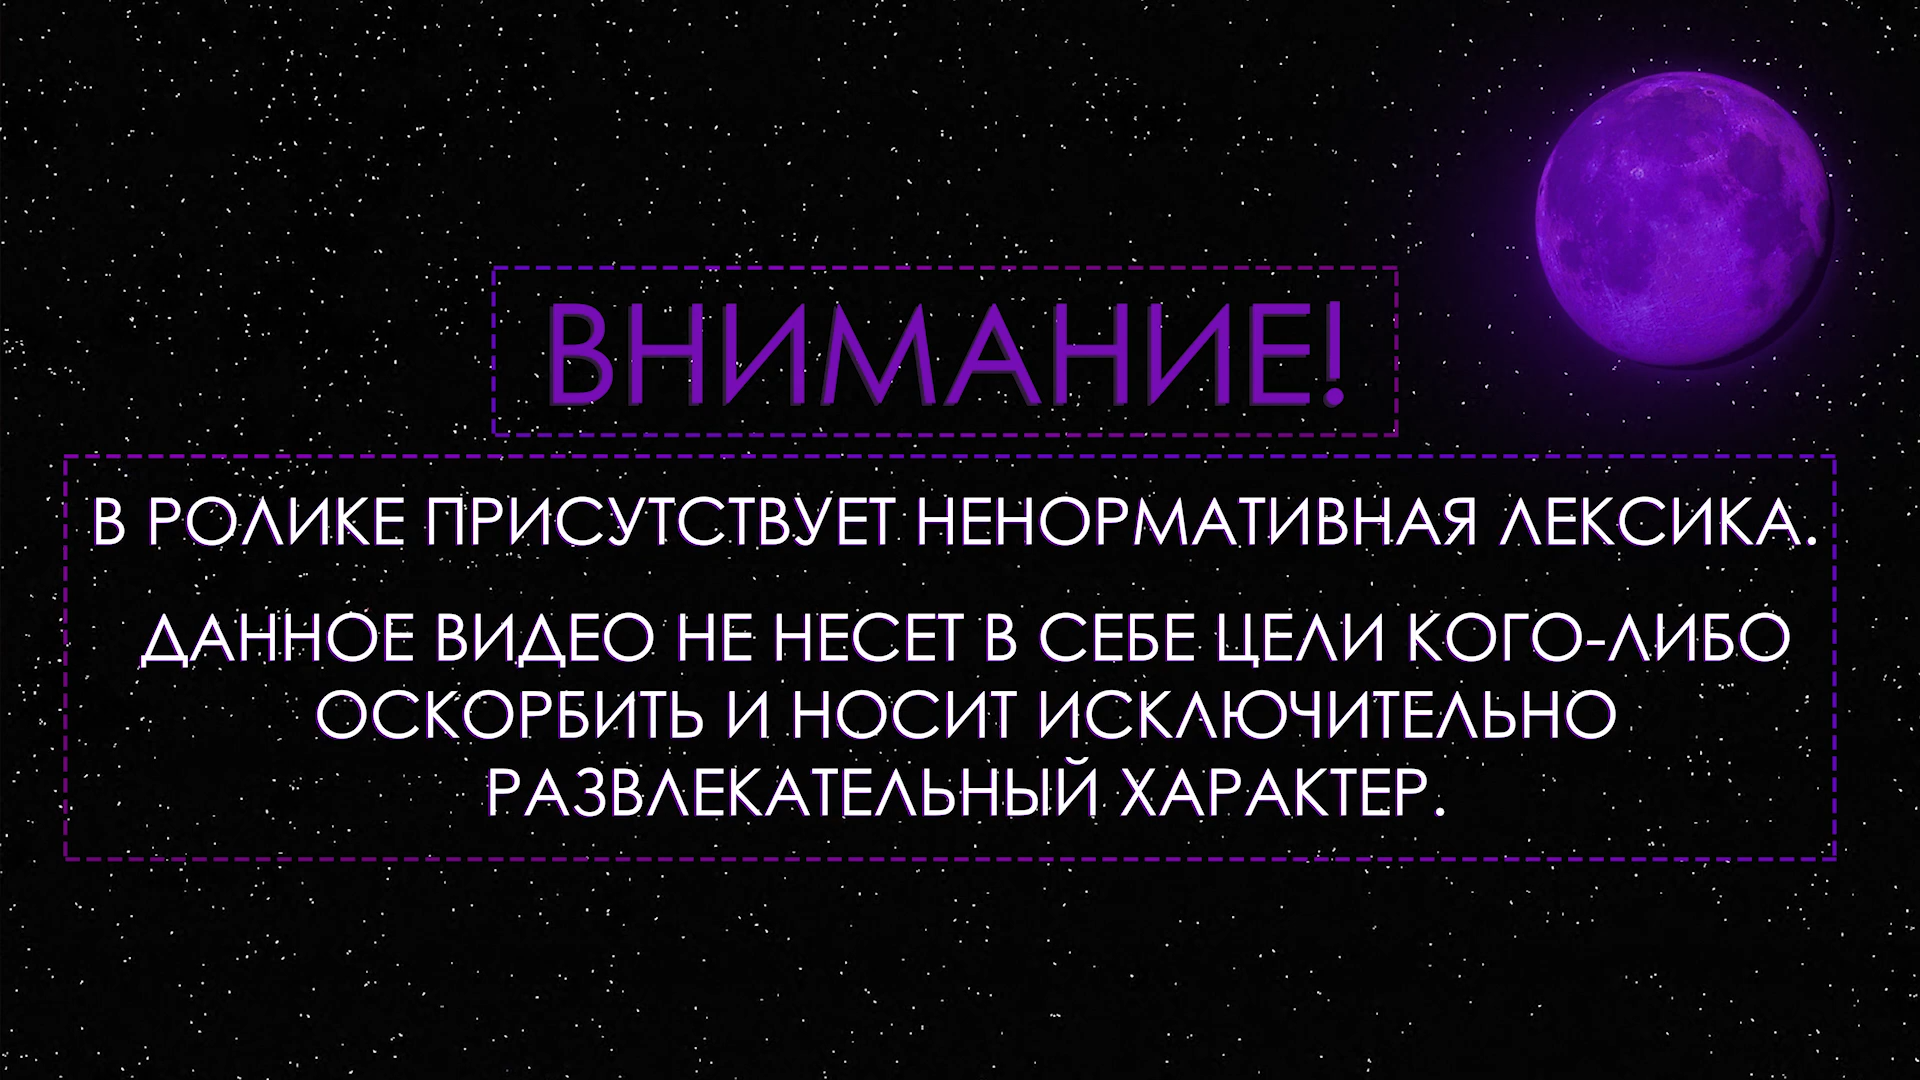 ВНИМАНИЕ!
В РОЛИКЕ ПРИСУТСТВУЕТ НЕНОРМАТИВНАЯ ЛЕКСИКА.
ДАННОЕ ВИДЕО НЕ НЕСЕТ В СЕБЕ ЦЕЛИ КОГО-ЛИБО
ОСКОРБИТЬ И НОСИТ ИСКЛЮЧИТЕЛЬНО
РАЗВЛЕКАТЕЛЬНЫЙ ХАРАКТЕР.